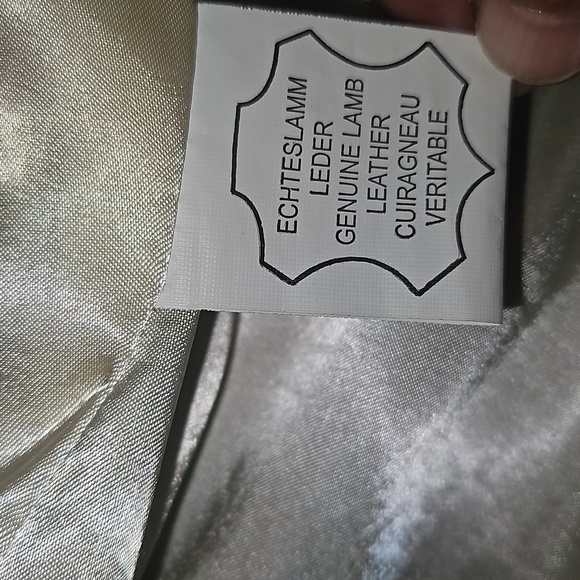 ECHTESLAMM
LEDER
GENUINE LAMB
LEATHER
CUIRAGNEAU
VERITABLE